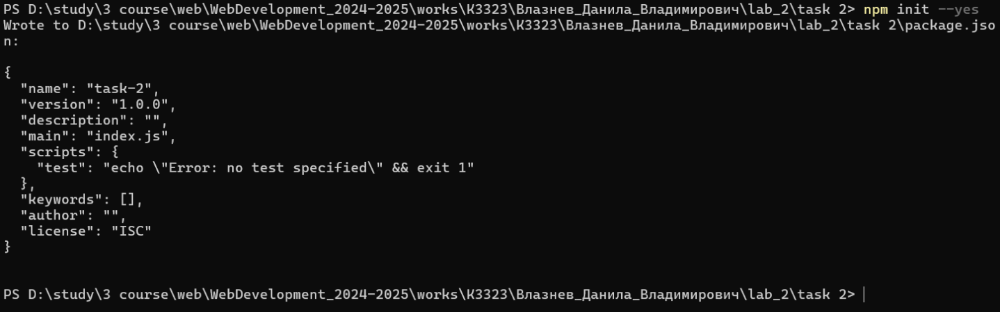 PS D:\study\3 course\web\WebDevelopment_2024-2025\works\K3323\Влазнев_Данила_Владимирович\lab_2\task 2> npm init --yes
Wrote to D:\study\3 course\web\WebDevelopment_2024-2025\works\K3323\Влазнев_Данила_Владимирович\lab_2\task 2\package.jso
n:
{
  "name": "task-2",
  "version": "1.0.0",
  "description": "",
  "main": "index.js",
  "scripts": {
    "test": "echo \"Error: no test specified\" && exit 1"
  },
  "keywords": [],
  "author": "",
  "license": "ISC"
}
PS D:\study\3 course\web\WebDevelopment_2024-2025\works\K3323\Влазнев_Данила_Владимирович\lab_2\task 2>